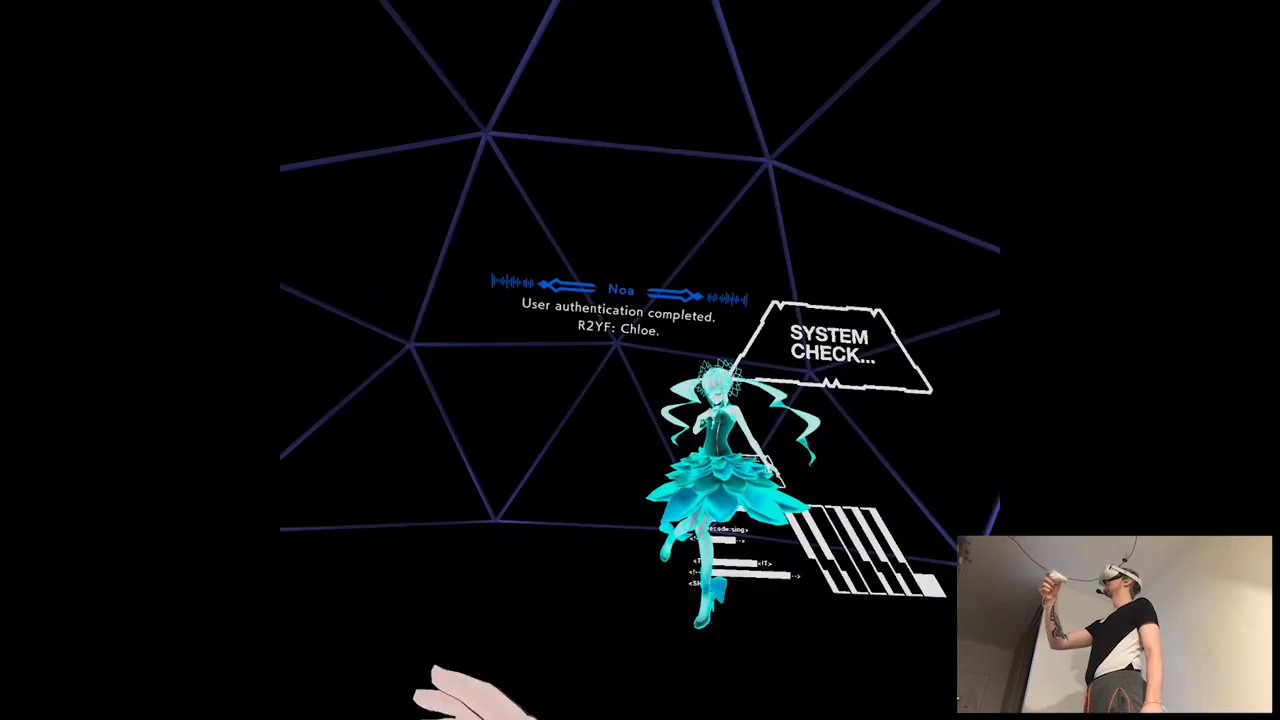 Noa
User authentication completed.
R2YF: Chloe.
SYSTEM
CHECK...